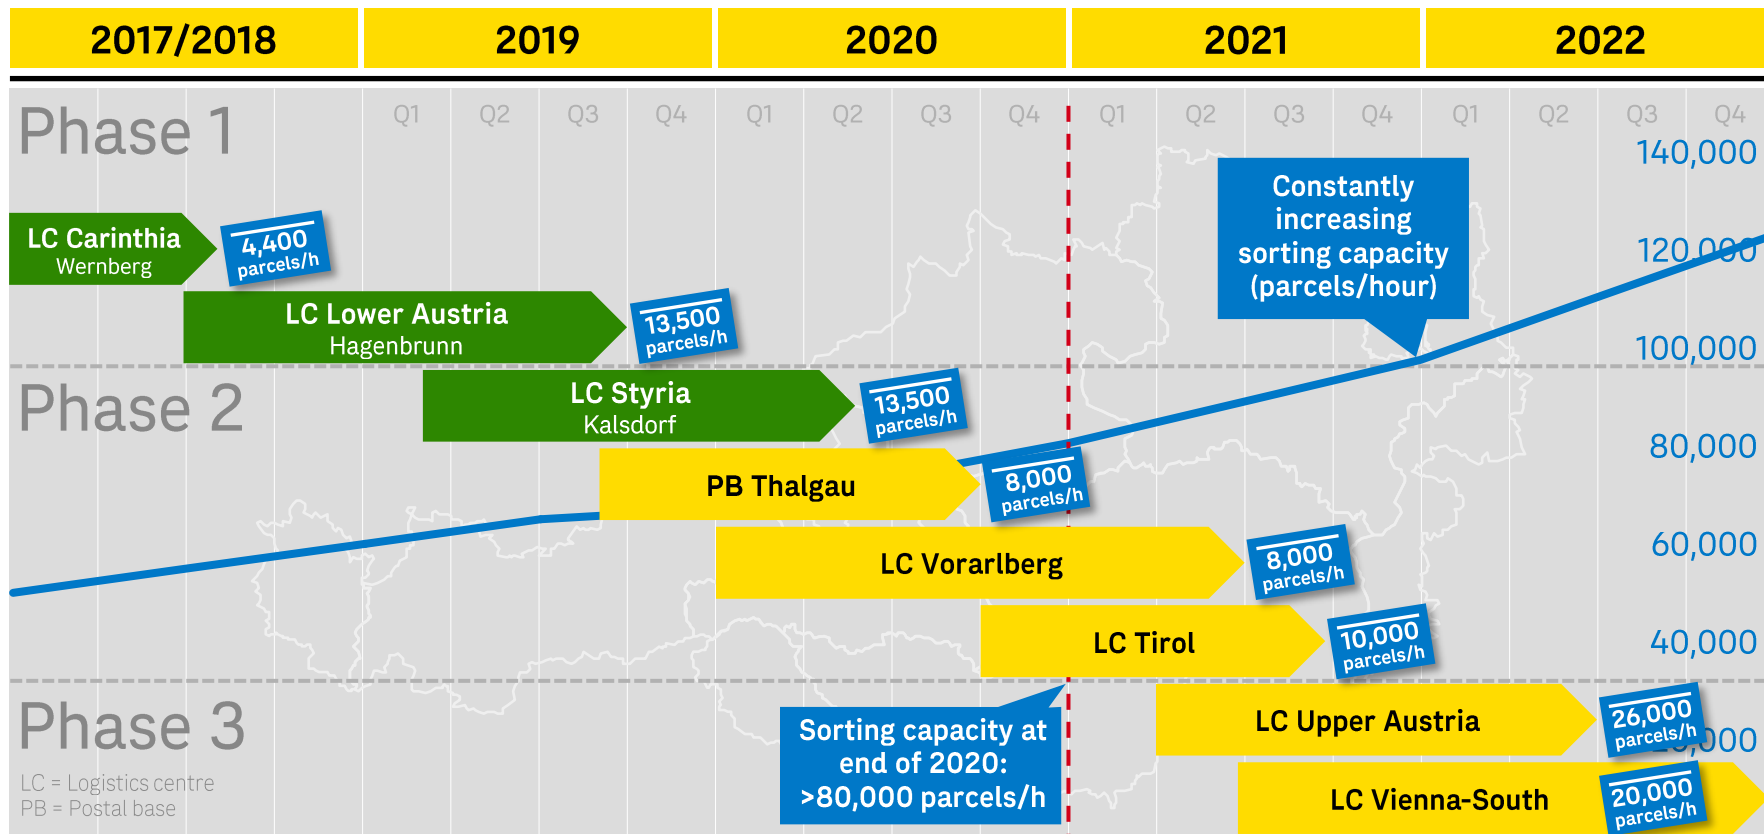 2017/2018 2019 2020 2021 2022
Phase 1
Q1 Q2 Q3 Q4 Q1 Q2 Q3 Q4 Q1 Q2 Q3 Q4 Q1 Q2 Q3 Q4
140,000
Constantly
increasing
sorting capacity
(parcels/hour)
LC Carinthia
Wernberg
4,400
parcels/h
120,000
LC Lower Austria
Hagenbrunn
13,500
parcels/h
100,000
Phase 2
LC Styria
Kalsdorf
13,500
parcels/h
80,000
PB Thalgau
8,000
parcels/h
LC Vorarlberg
8,000
parcels/h
60,000
LC Tirol
10,000
parcels/h
40,000
Phase 3
Sorting capacity at
end of 2020:
>80,000 parcels/h
LC Upper Austria
26,000
parcels/h
20,000
LC Vienna-South
20,000
parcels/h
LC = Logistics centre
PB = Postal base